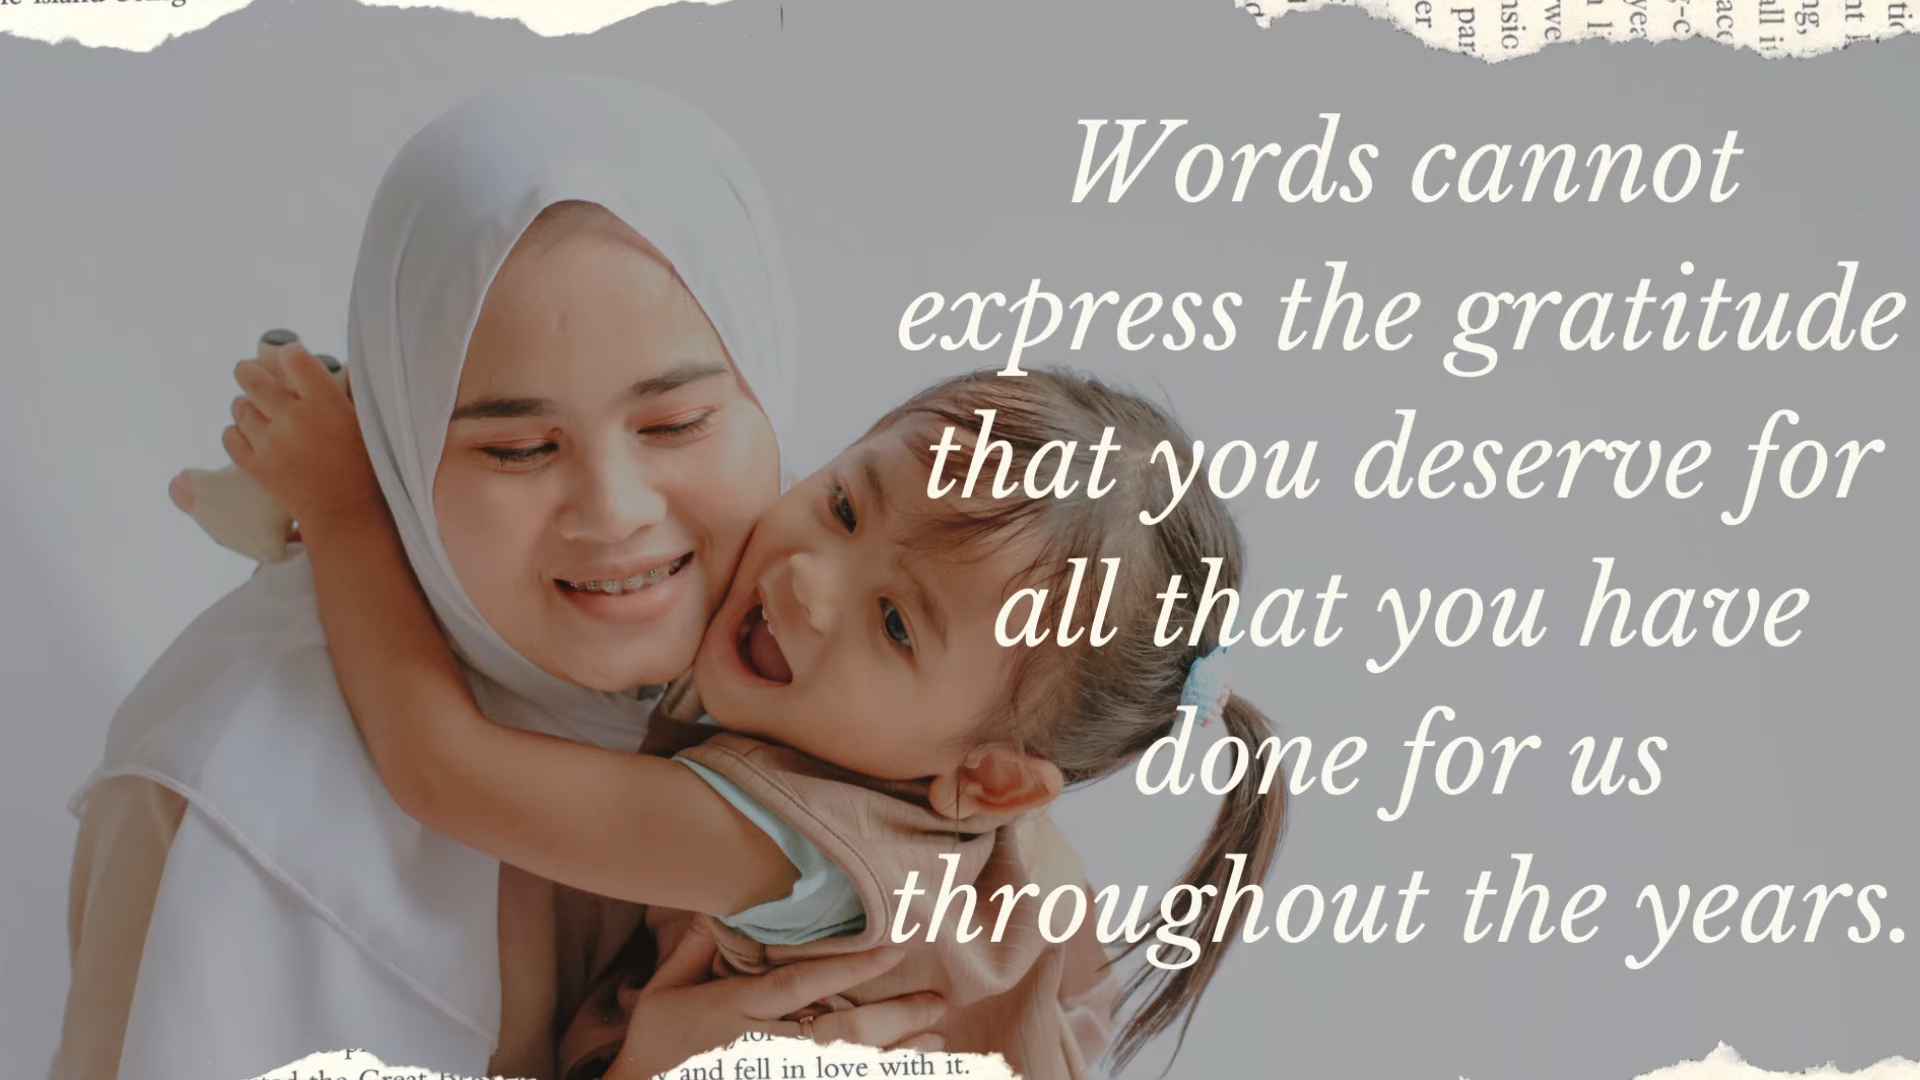 Words cannot
express the gratitude
that you deserve for
all that you have
done for us
throughout the years.
and fell in love with it.